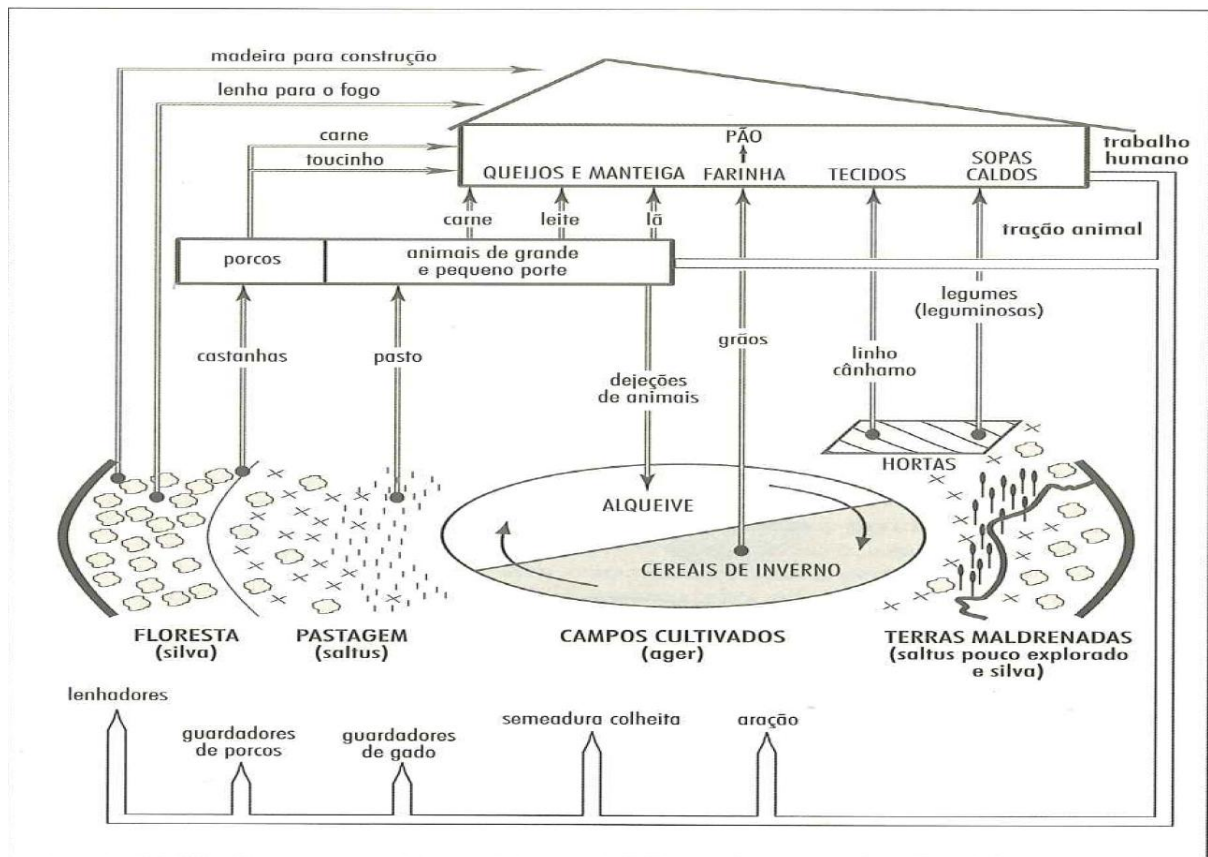 madeira para construção
lenha para o fogo
carne
toucinho
PÃO
QUEIJOS E MANTEIGA
FARINHA
TECIDOS
SOPAS
CALDOS
trabalho
humano
carne
leite
lã
tração animal
porcos
animais de grande
e pequeno porte
castanhas
pasto
dejeções
de animais
grãos
linho
cânhamo
legumes
(leguminosas)
HORTAS
ALQUEIVE
CEREAIS DE INVERNO
FLORESTA
(silva)
PASTAGEM
(saltus)
CAMPOS CULTIVADOS
(ager)
TERRAS MALDRENADAS
(saltus pouco explorado
e silva)
lenhadores
guardadores
de porcos
guardadores
de gado
semeadura colheita
aração